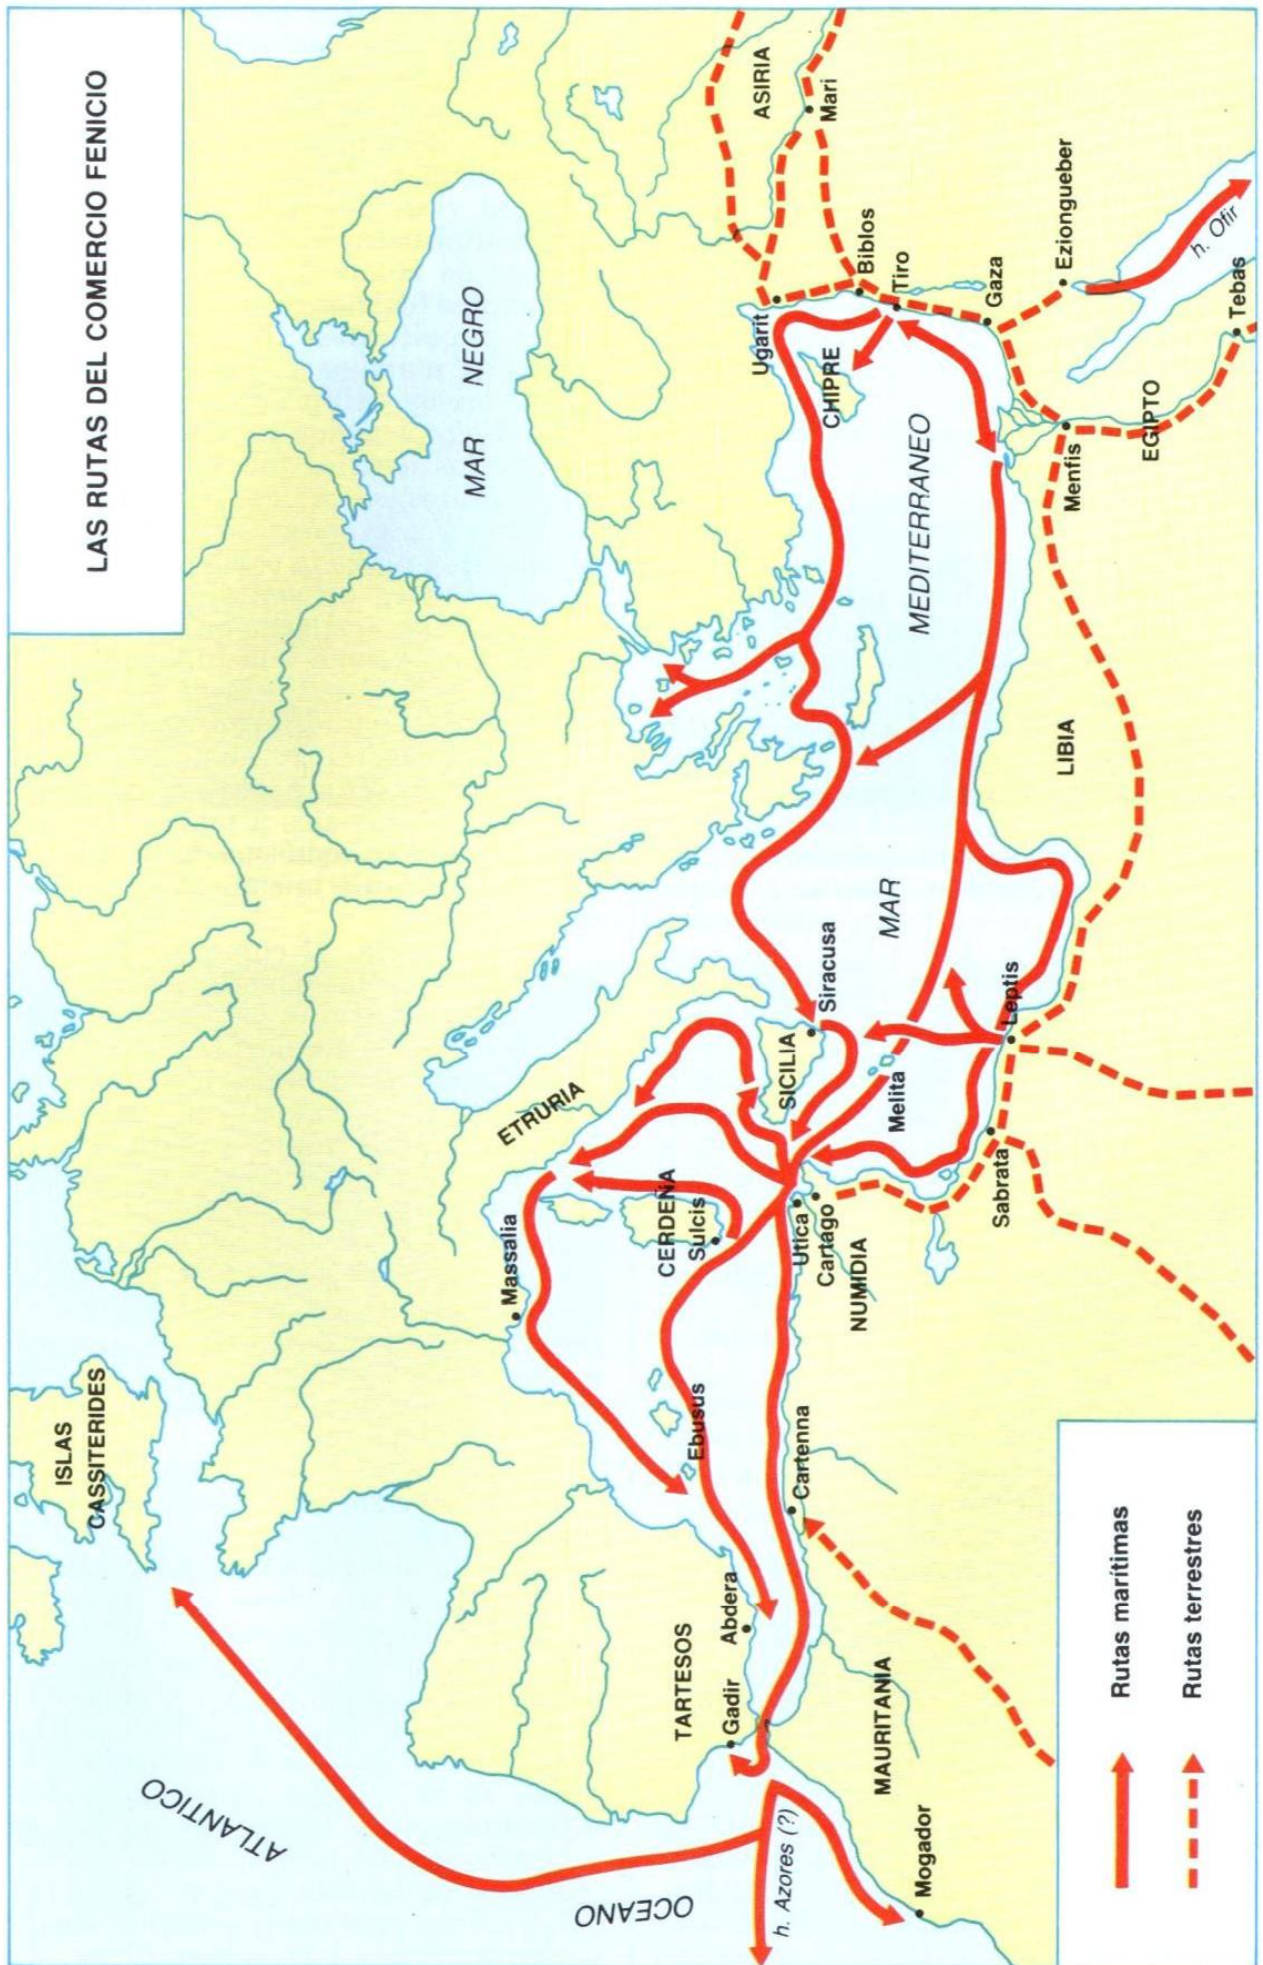 LAS RUTAS DEL COMERCIO FENICIO
ISLAS
CASSITERIDES
ATLANTICO
OCEANO
h. Azores (?)
Mogador
MAURITANIA
TARTESOS
Gadir
Abdera
Ebusus
Cartenna
Massalia
CERDEÑA
Sulcis
ETRURIA
Utica
Cartago
NUMIDIA
SICILIA
Siracusa
Melita
Sabrata
Leptis
MAR
MEDITERRANEO
LIBIA
MAR NEGRO
CHIPRE
Ugarit
Biblos
Tiro
Gaza
Eziongueber
h. Ofir
Menfis
EGIPTO
Tebas
ASIRIA
Mari
Rutas marítimas
Rutas terrestres